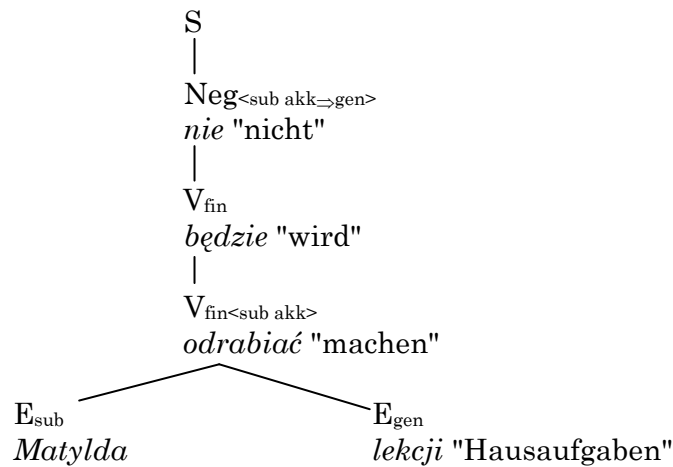 S
Neg<sub akk⇒gen>
nie "nicht"
Vfin
będzie "wird"
Vfin<sub akk>
odrabiać "machen"
Esub Egen
Matylda lekcji "Hausaufgaben"